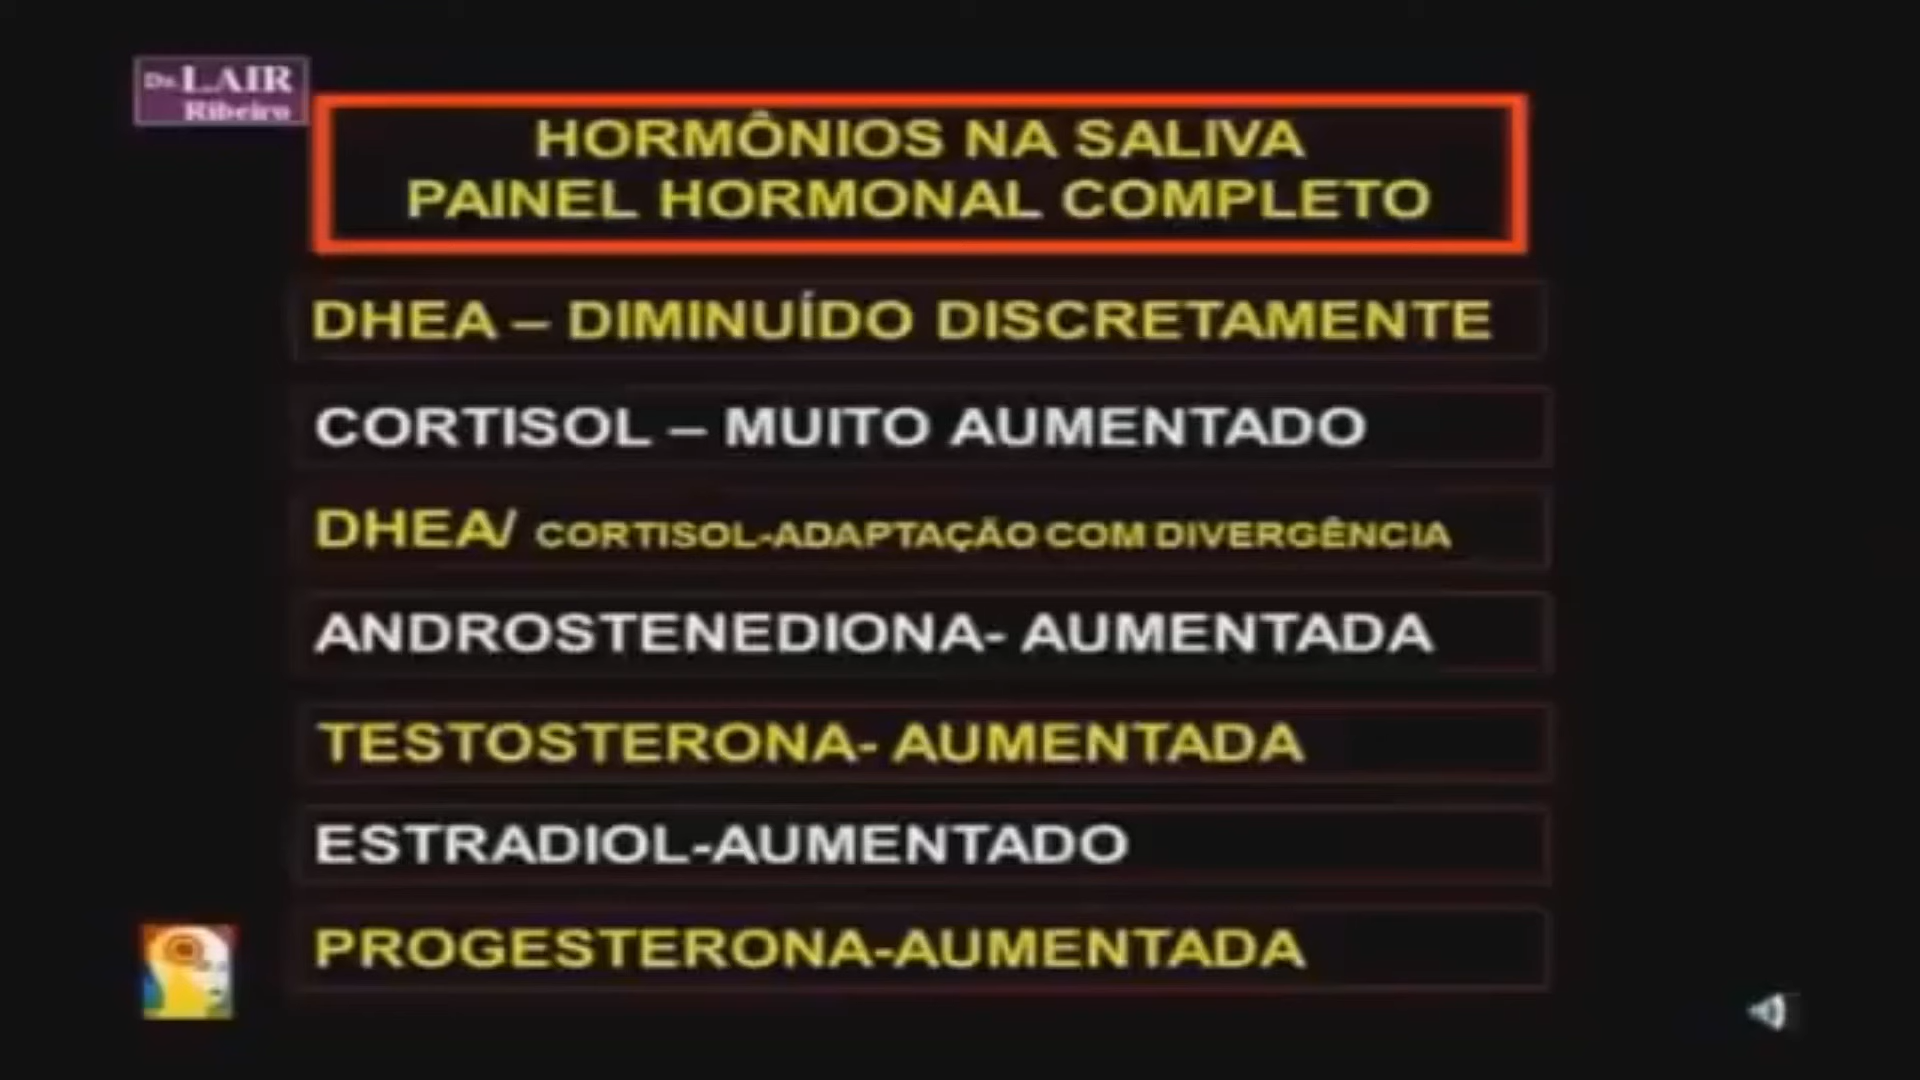 Dr. LAIR
Ribeiro
HORMÔNIOS NA SALIVA
PAINEL HORMONAL COMPLETO
DHEA – DIMINUÍDO DISCRETAMENTE
CORTISOL – MUITO AUMENTADO
DHEA/ CORTISOL-ADAPTAÇÃO COM DIVERGÊNCIA
ANDROSTENEDIONA- AUMENTADA
TESTOSTERONA- AUMENTADA
ESTRADIOL-AUMENTADO
PROGESTERONA-AUMENTADA